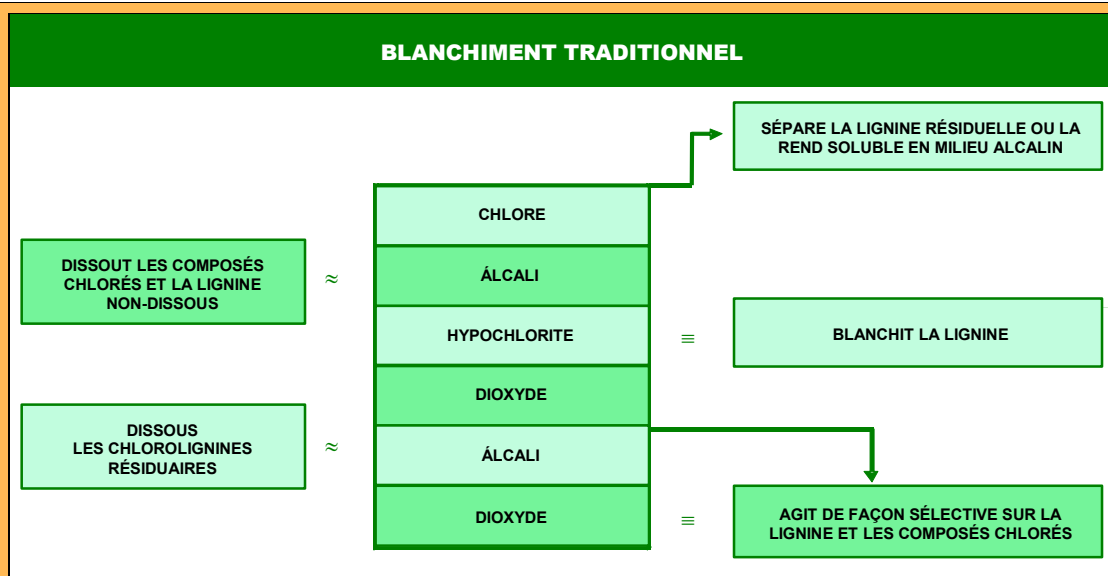 BLANCHIMENT TRADITIONNEL
SÉPARE LA LIGNINE RÉSIDUELLE OU LA
REND SOLUBLE EN MILIEU ALCALIN
CHLORE
DISSOUT LES COMPOSÉS
CHLORÉS ET LA LIGNINE
NON-DISSOUS
≈
ÁLCALI
HYPOCHLORITE
≡
BLANCHIT LA LIGNINE
DIOXYDE
DISSOUS
LES CHLOROLIGNINES
RÉSIDUAIRES
≈
ÁLCALI
DIOXYDE
≡
AGIT DE FAÇON SÉLECTIVE SUR LA
LIGNINE ET LES COMPOSÉS CHLORÉS